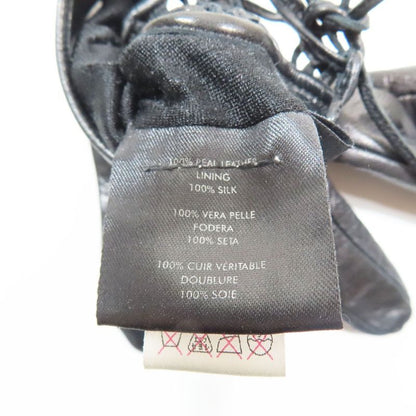 100% REAL LEATHER
LINING
100% SILK
100% VERA PELLE
FODERA
100% SETA
100% CUIR VÉRITABLE
DOUBLURE
100% SOIE